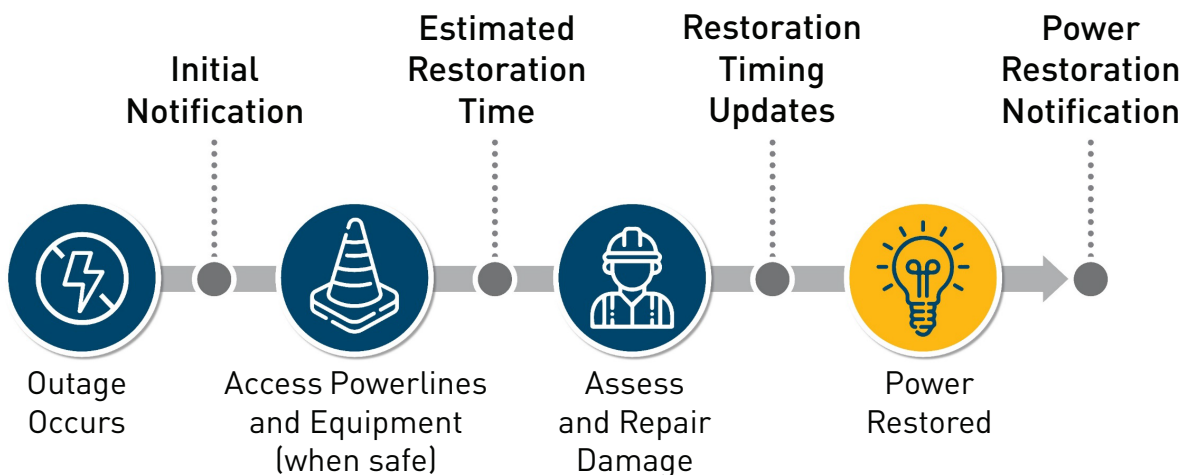 Initial
Notification
Estimated
Restoration
Time
Restoration
Timing
Updates
Power
Restoration
Notification
Outage
Occurs
Access Powerlines
and Equipment
(when safe)
Assess
and Repair
Damage
Power
Restored